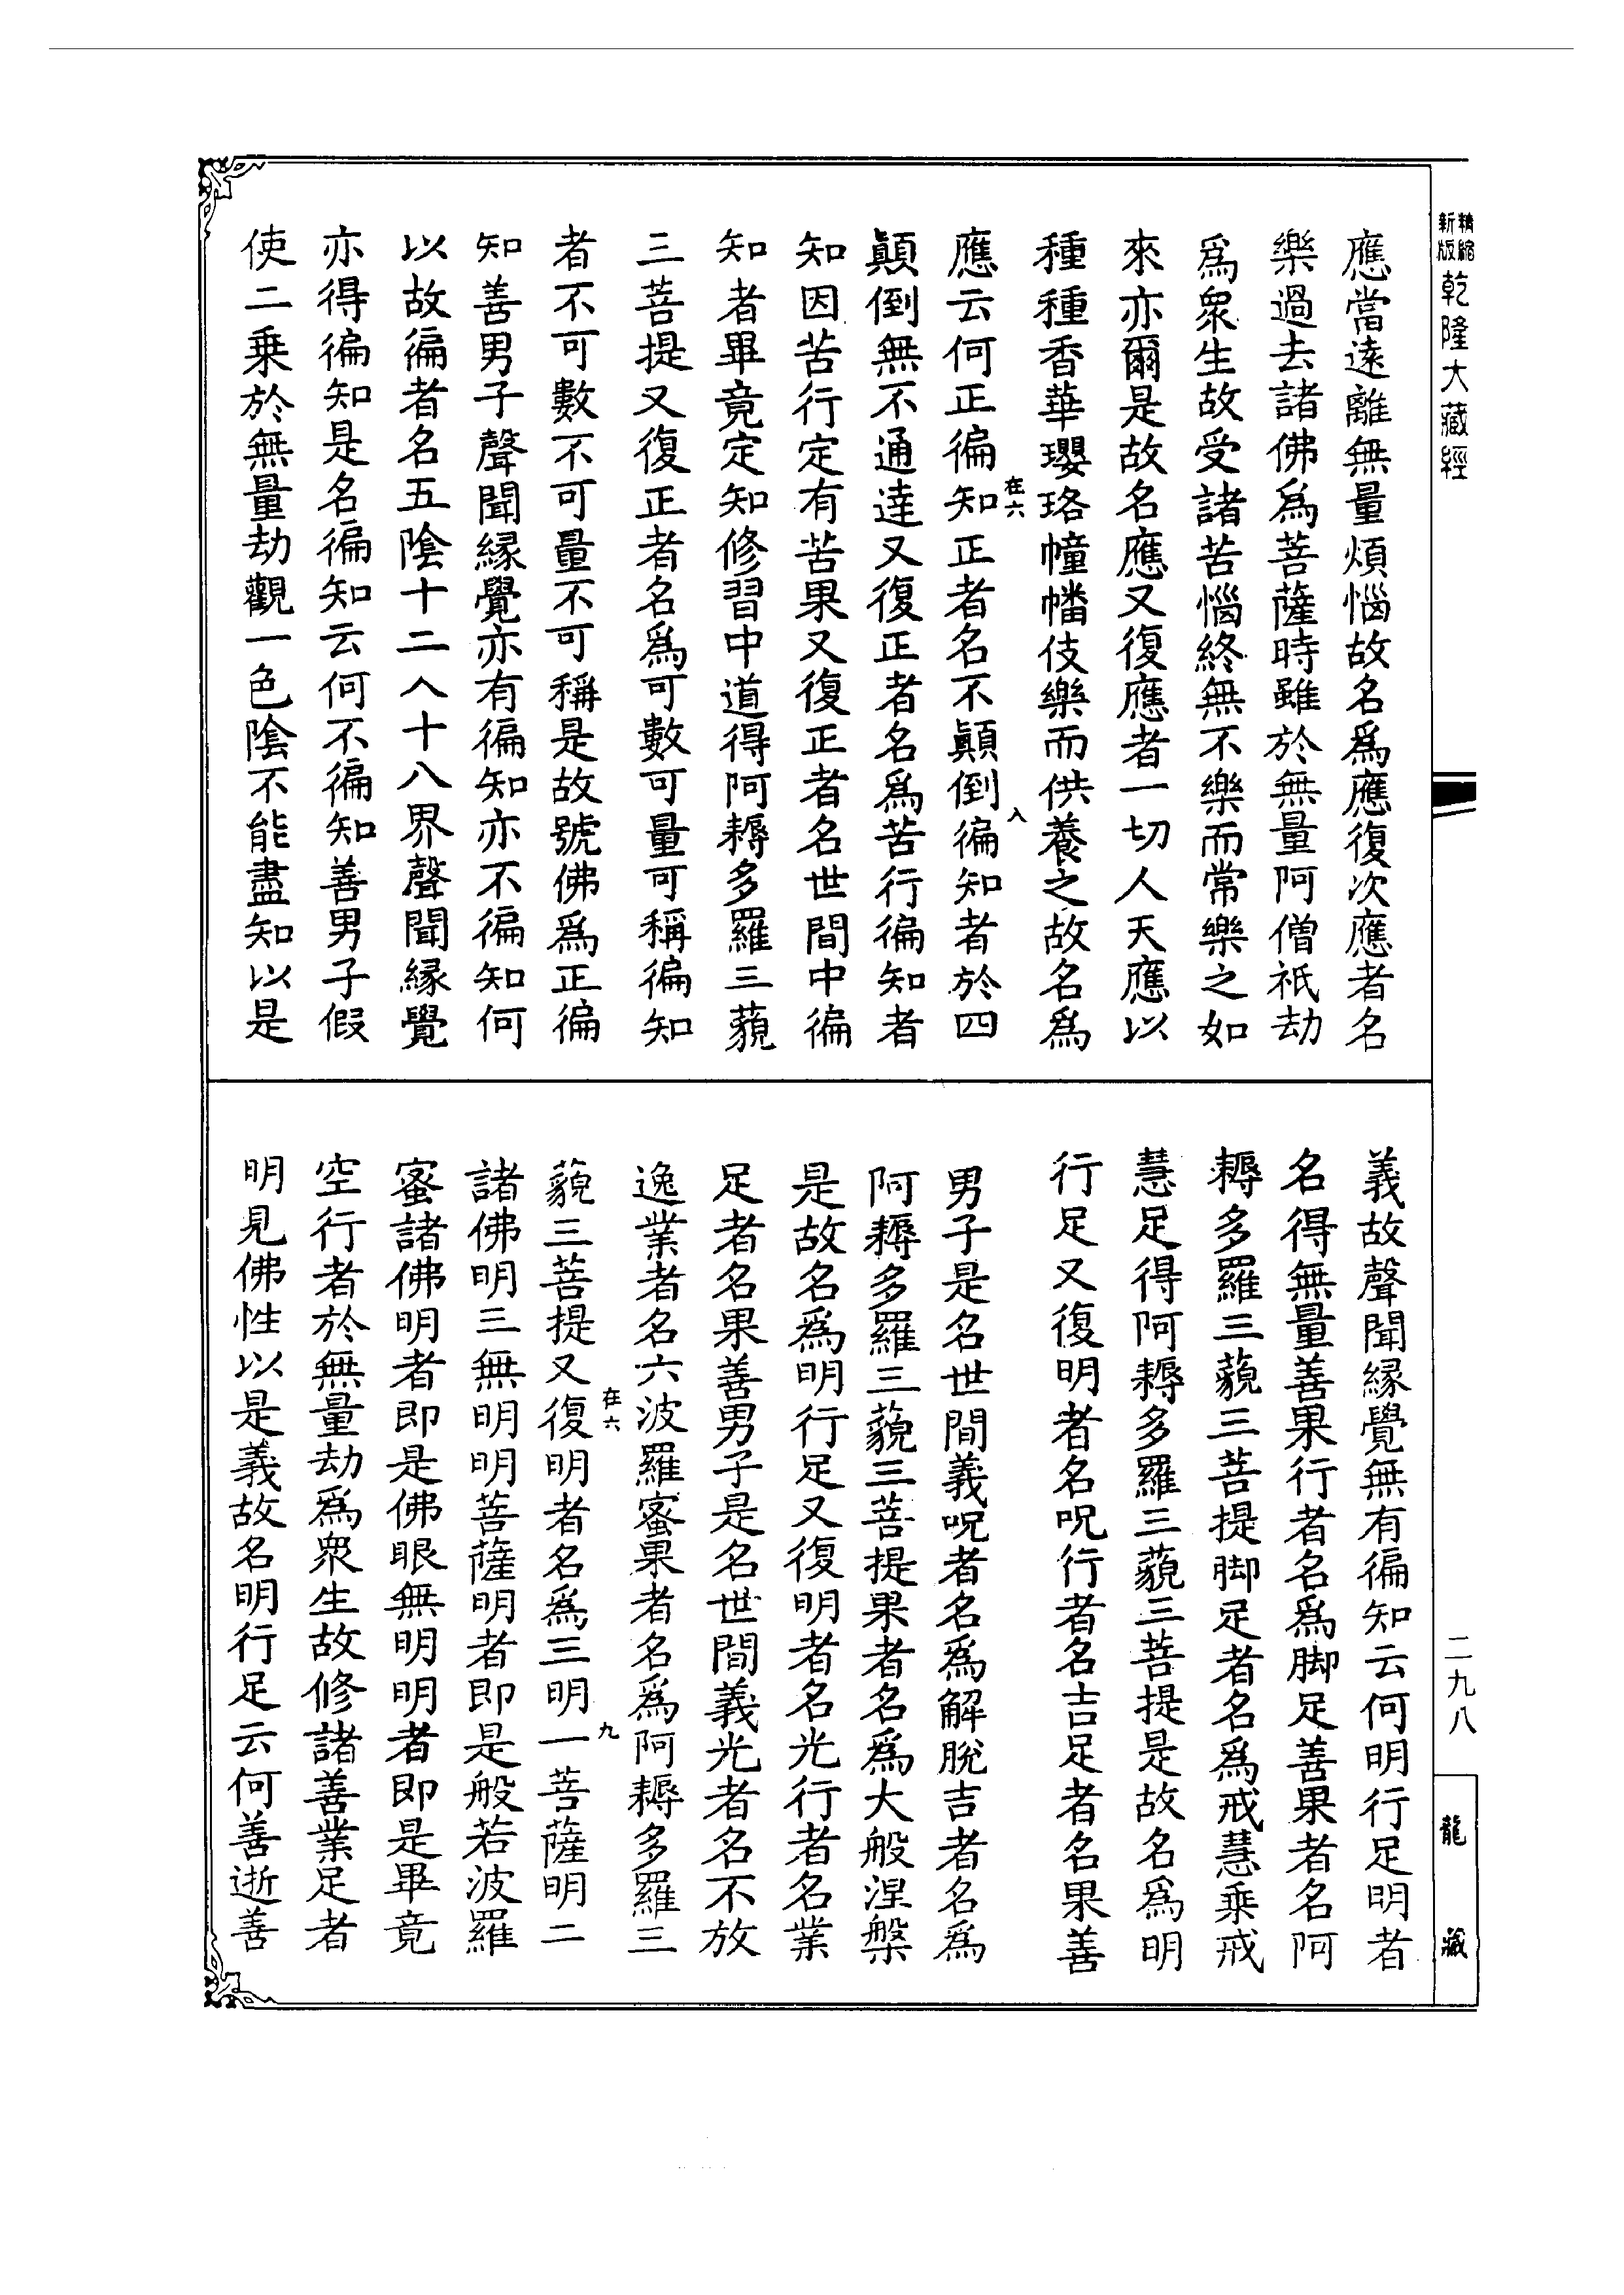 新版精縮
乾隆大藏經
應當遠離無量煩惱故名爲應復次應者名
樂過去諸佛爲菩薩時雖於無量阿僧祇劫
爲衆生故受諸苦惱終無不樂而常樂之如
來亦爾是故名應又復應者一切人天應以
種種香華瓔珞幢幡伎樂而供養之故名爲
在六
八
應云何正徧知正者名不顚倒徧知者於四
顚倒無不通達又復正者名爲苦行徧知者
知因苦行定有苦果又復正者名世間中徧
知者畢竟定知修習中道得阿耨多羅三藐
三菩提又復正者名爲可數可量可稱徧知
者不可數不可量不可稱是故號佛爲正徧
知善男子聲聞緣覺亦有徧知亦不徧知何
以故徧者名五陰十二入十八界聲聞緣覺
亦得徧知是名徧知云何不徧知善男子假
使二乘於無量劫觀一色陰不能盡知以是
義故聲聞緣覺無有徧知云何明行足明者
名得無量善果行者名爲脚足善果者名阿
耨多羅三藐三菩提脚足者名爲戒慧乘戒
慧足得阿耨多羅三藐三菩提是故名爲明
行足又復明者名呪行者名吉足者名果善
男子是名世間義呪者名爲解脫吉者名爲
阿耨多羅三藐三菩提果者名爲大般涅槃
是故名爲明行足又復明者名光行者名業
足者名果善男子是名世間義光者名不放
逸業者名六波羅蜜果者名爲阿耨多羅三
在六
九
藐三菩提又復明者名爲三明一菩薩明二
諸佛明三無明明菩薩明者即是般若波羅
蜜諸佛明者即是佛眼無明明者即是畢竟
空行者於無量劫爲衆生故修諸善業足者
明見佛性以是義故名明行足云何善逝善
二九八
龍藏